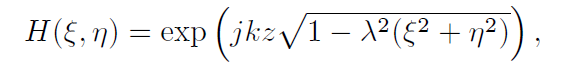 H(ξ, η) = exp (jkz√1 − λ²(ξ² + η²)) ,